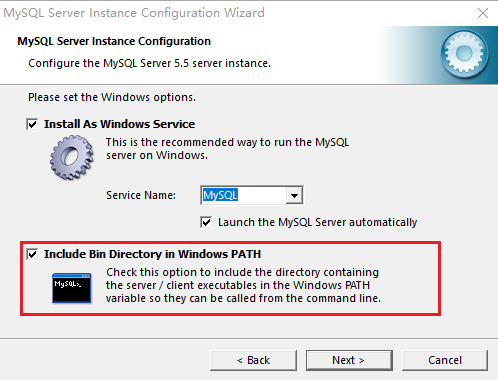 MySQL Server Instance Configuration Wizard
MySQL Server Instance Configuration
Configure the MySQL Server 5.5 server instance.
Please set the Windows options.
Install As Windows Service
This is the recommended way to run the MySQL
server on Windows.
Service Name: MySQL
Launch the MySQL Server automatically
Include Bin Directory in Windows PATH
Check this option to include the directory containing
the server / client executables in the Windows PATH
variable so they can be called from the command line.
MySQL>_
< Back Next > Cancel